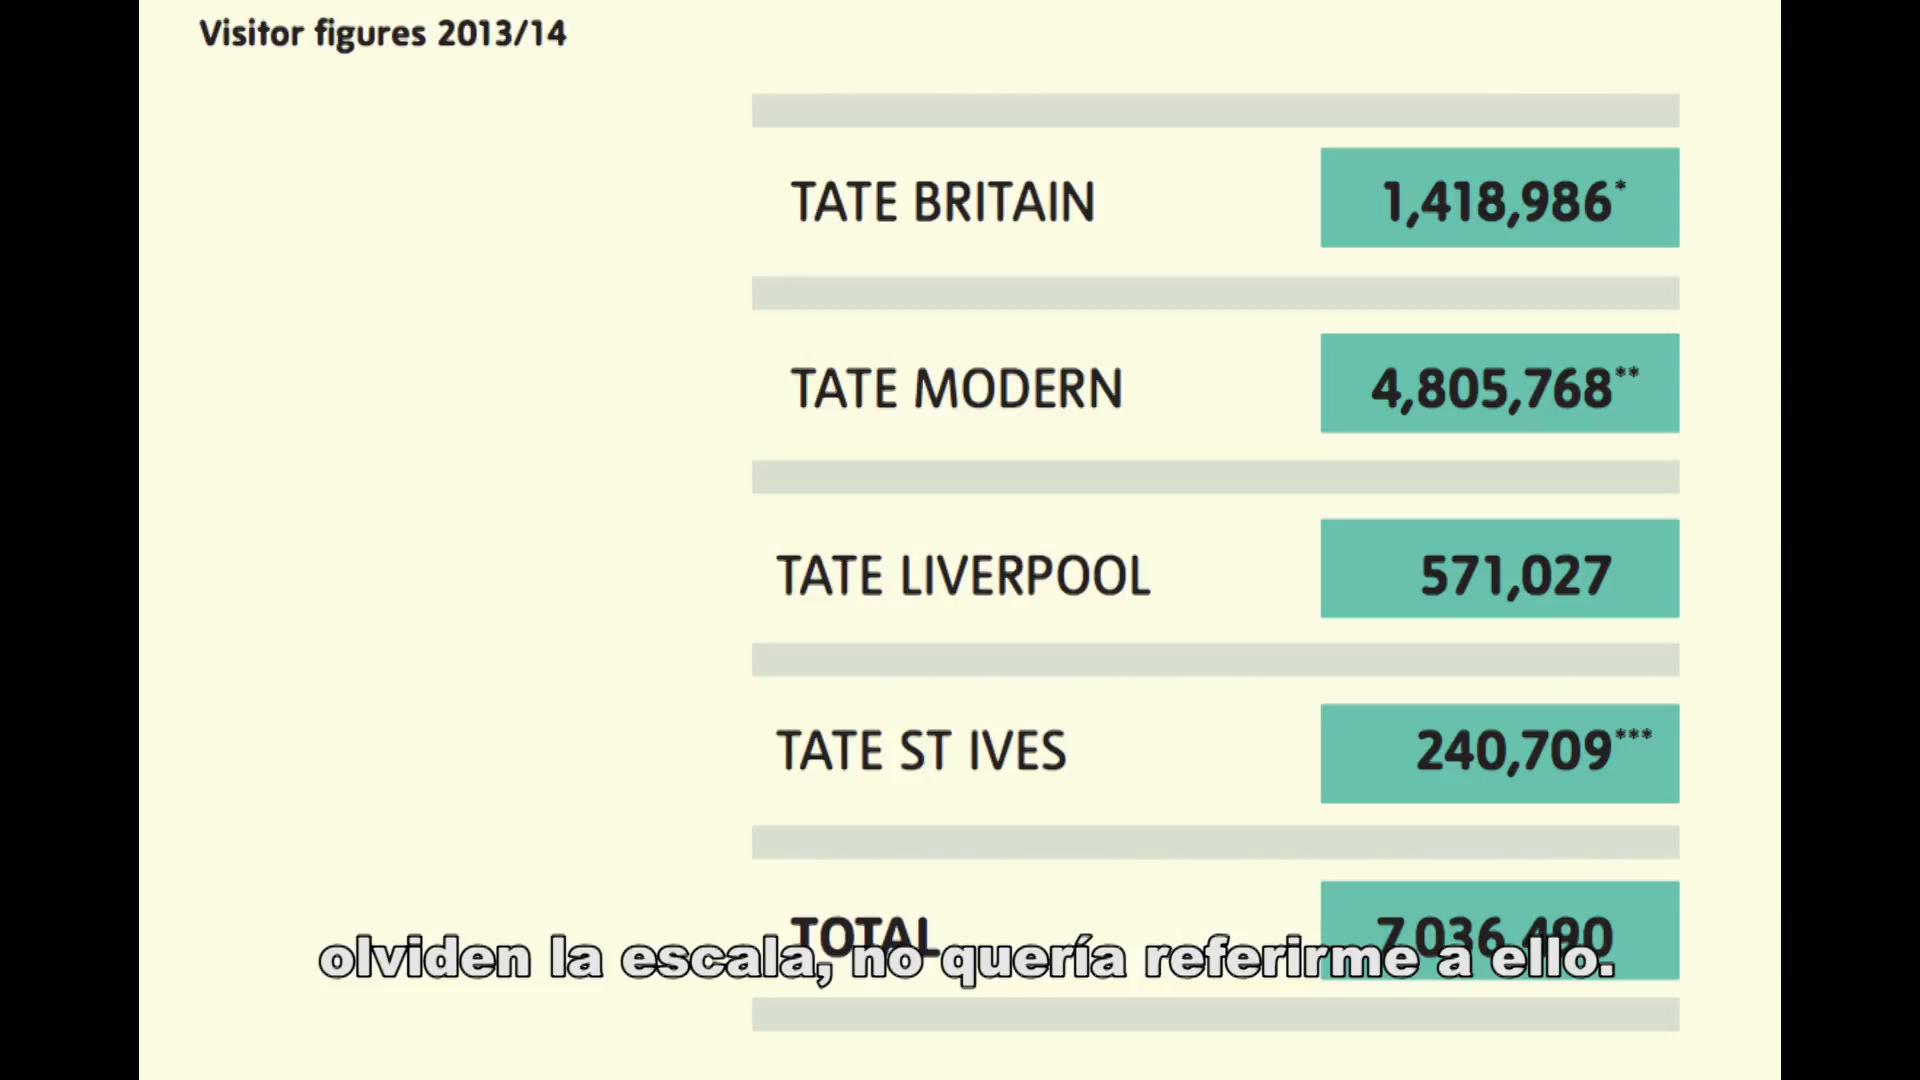 Visitor figures 2013/14
TATE BRITAIN 1,418,986*
TATE MODERN 4,805,768**
TATE LIVERPOOL 571,027
TATE ST IVES 240,709***
TOTAL 7,036,490
olviden la escala, no quería referirme a ello.